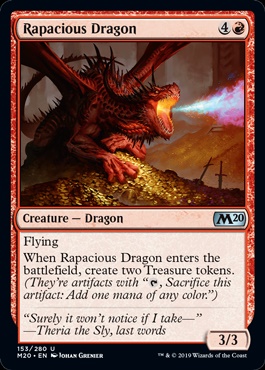 Rapacious Dragon 4
Creature — Dragon M20
Flying
When Rapacious Dragon enters the
battlefield, create two Treasure tokens.
(They're artifacts with “, Sacrifice this
artifact: Add one mana of any color.”)
“Surely it won't notice if I take—”
—Theria the Sly, last words
3/3
153/280 U
M20 • EN Johan Grenier ™ & © 2019 Wizards of the Coast